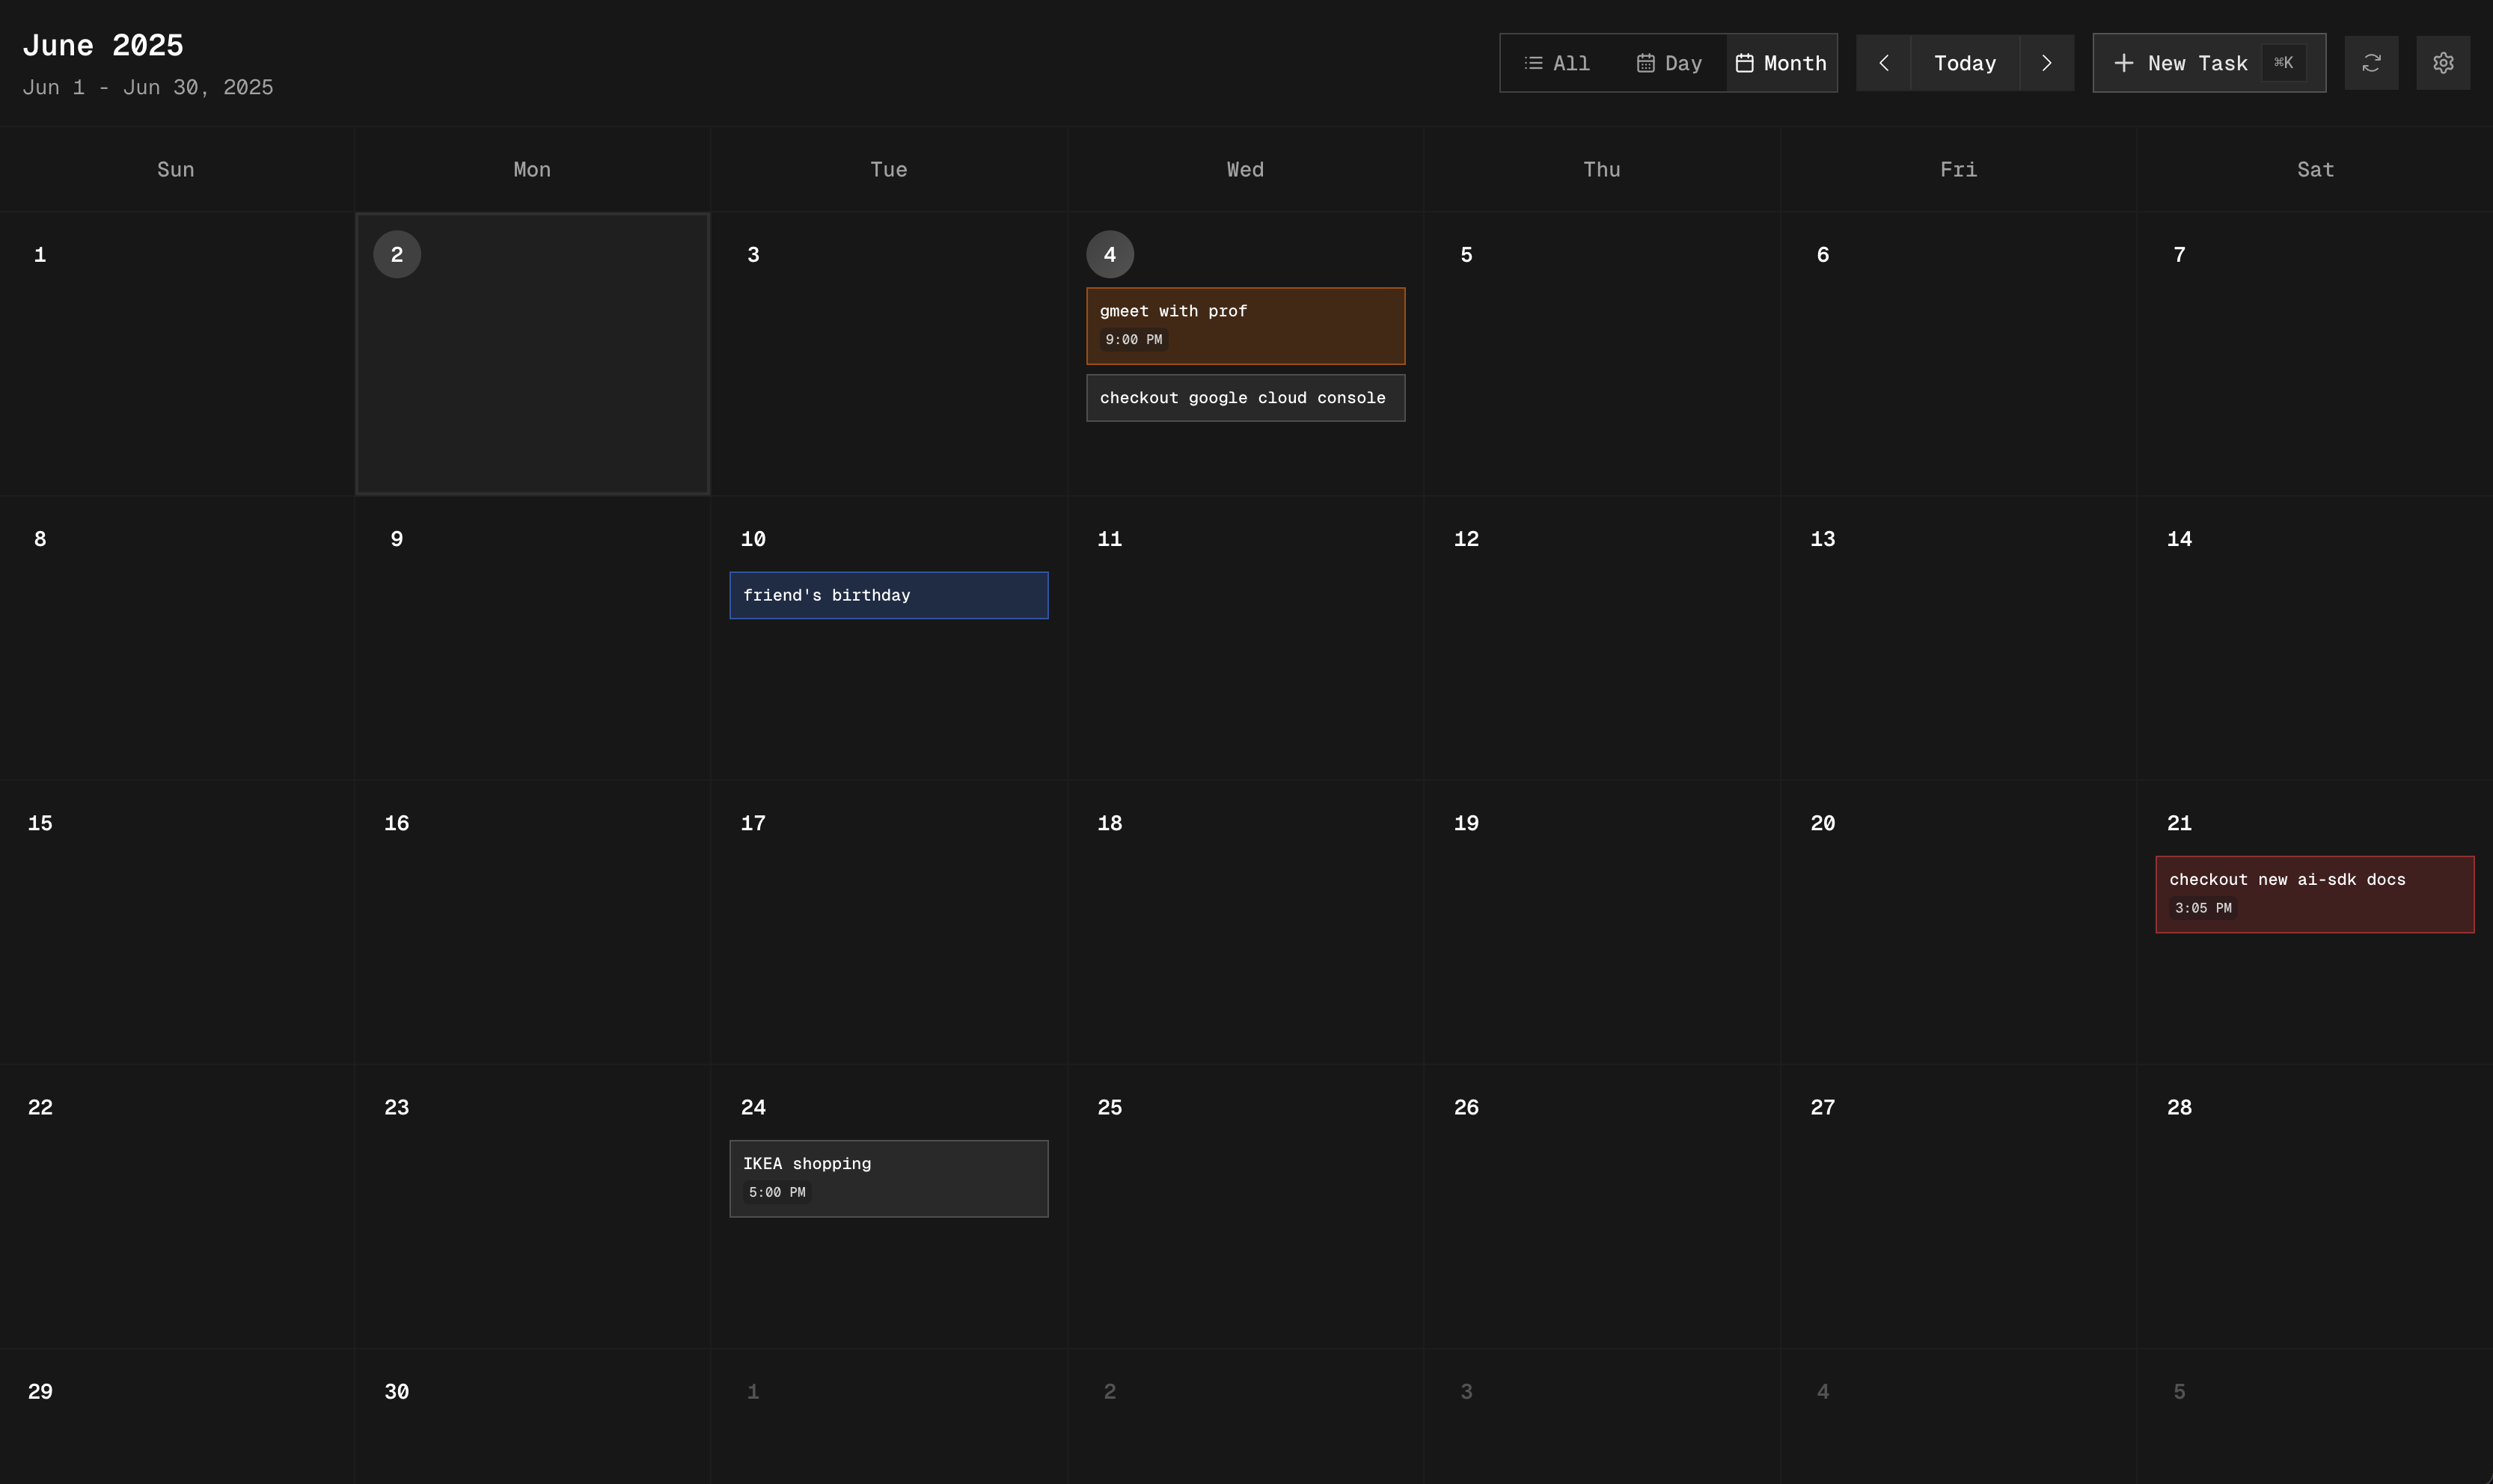 June 2025
Jun 1 - Jun 30, 2025
All Day Month Today New Task ⌘K
Sun Mon Tue Wed Thu Fri Sat
1 2 3 4 5 6 7
gmeet with prof
9:00 PM
checkout google cloud console
8 9 10 11 12 13 14
friend's birthday
15 16 17 18 19 20 21
checkout new ai-sdk docs
3:05 PM
22 23 24 25 26 27 28
IKEA shopping
5:00 PM
29 30 1 2 3 4 5